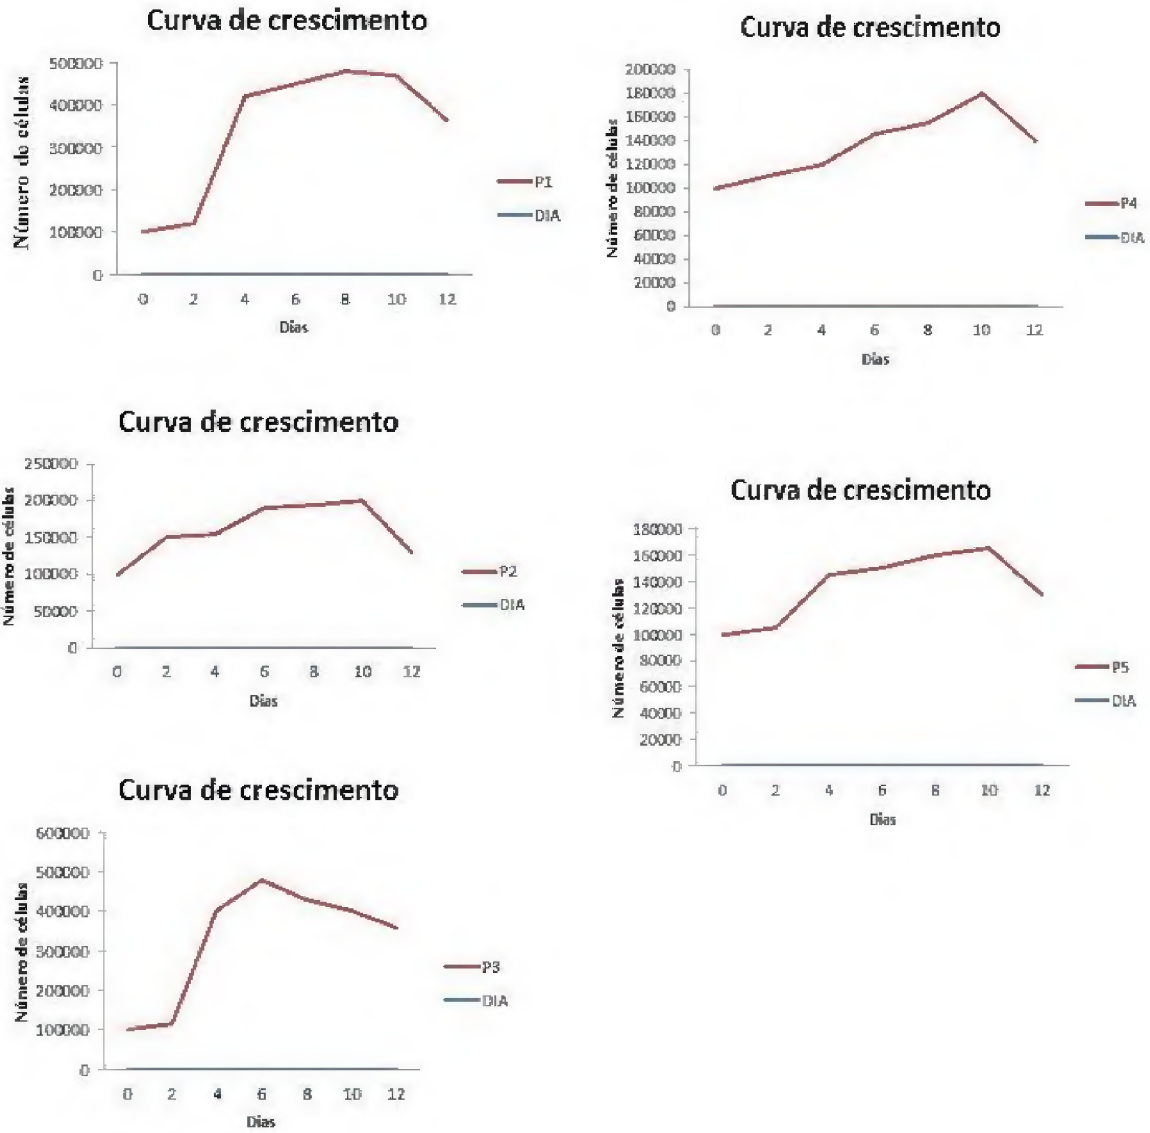 Curva de crescimento
Número de células
500000
400000
300000
200000
100000
0
0 2 4 6 8 10 12
Dias
P1
DIA
Curva de crescimento
Número de células
200000
180000
160000
140000
120000
100000
80000
60000
40000
20000
0
0 2 4 6 8 10 12
Dias
P4
DIA
Curva de crescimento
Número de células
250000
200000
150000
100000
50000
0
0 2 4 6 8 10 12
Dias
P2
DIA
Curva de crescimento
Número de células
180000
160000
140000
120000
100000
80000
60000
40000
20000
0
0 2 4 6 8 10 12
Dias
P5
DIA
Curva de crescimento
Número de células
600000
500000
400000
300000
200000
100000
0
0 2 4 6 8 10 12
Dias
P3
DIA